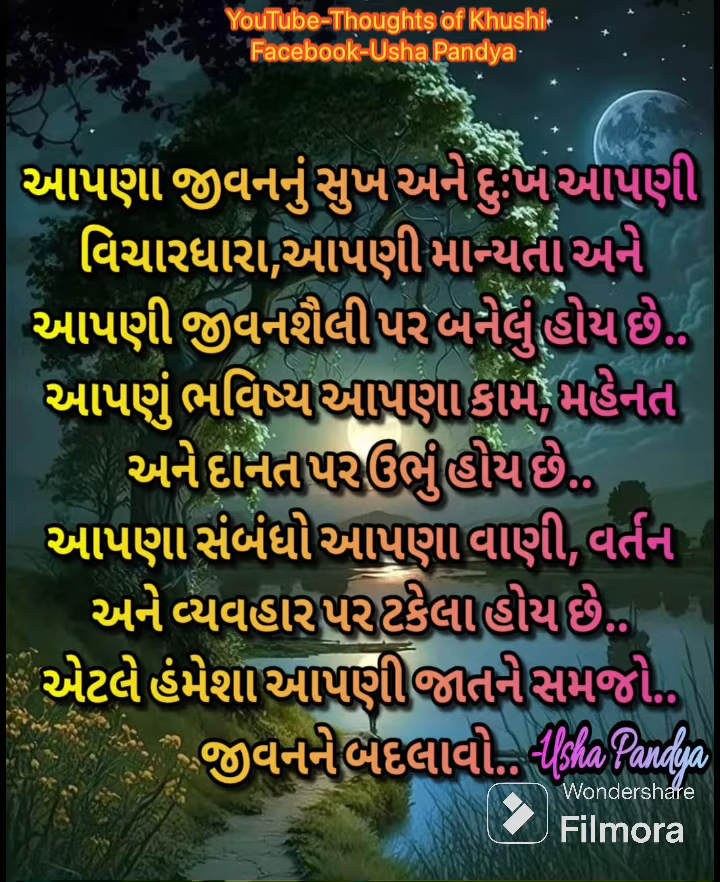 YouTube-Thoughts of Khushi
Facebook-Usha Pandya
આપણા જીવનનું સુખ અને દુઃખ આપણી
વિચારધારા,આપણી માન્યતા અને
આપણી જીવનશૈલી પર બનેલું હોય છે..
આપણું ભવિષ્ય આપણા કામ, મહેનત
અને દાનત પર ઉભું હોય છે..
આપણા સંબંધો આપણા વાણી, વર્તન
અને વ્યવહાર પર ટકેલા હોય છે..
એટલે હંમેશા આપણી જાતને સમજો..
જીવનને બદલાવો.. -Usha Pandya
Wondershare
Filmora